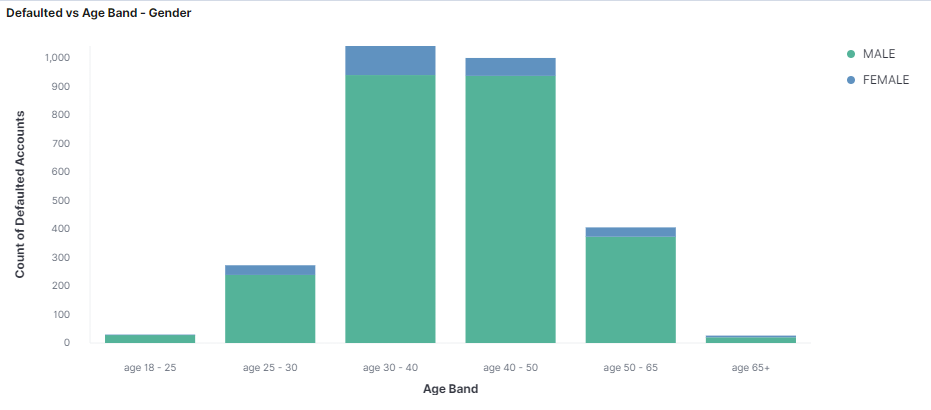 Defaulted vs Age Band - Gender
MALE
FEMALE
Count of Defaulted Accounts
1,000
900
800
700
600
500
400
300
200
100
0
age 18 - 25
age 25 - 30
age 30 - 40
age 40 - 50
age 50 - 65
age 65+
Age Band